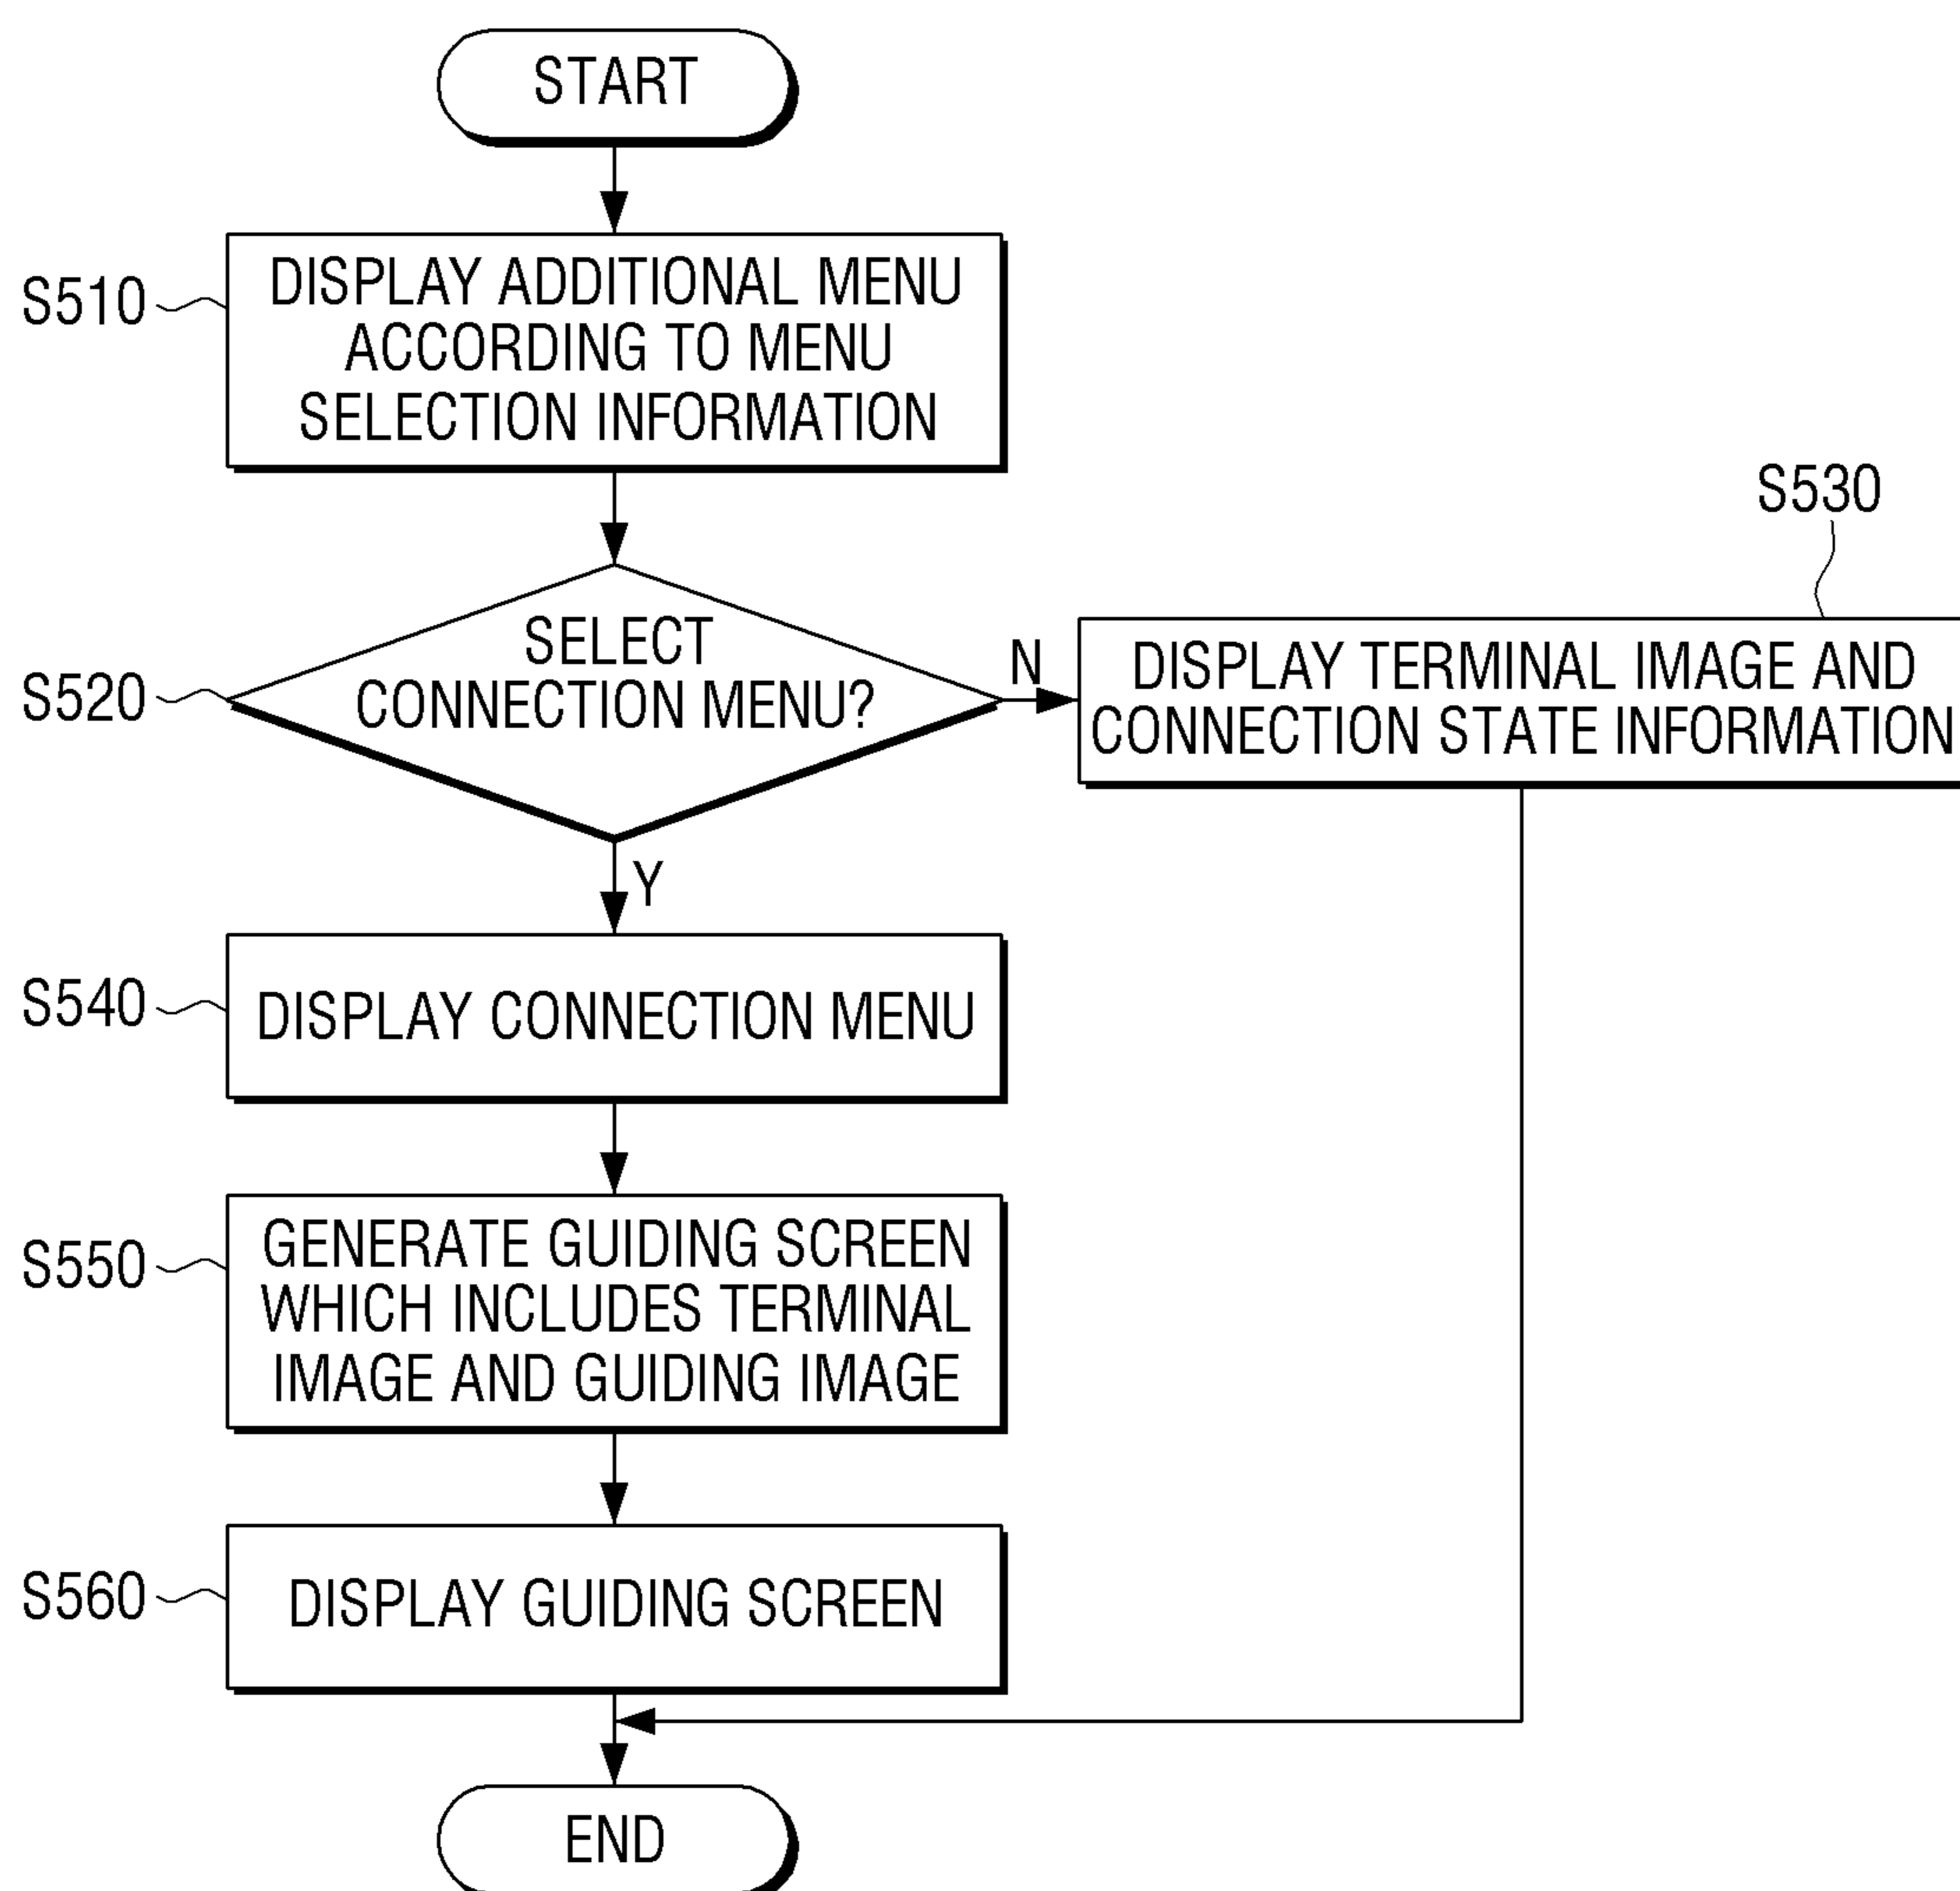 START
S510
DISPLAY ADDITIONAL MENU
ACCORDING TO MENU
SELECTION INFORMATION
S520
SELECT
CONNECTION MENU?
N
S530
DISPLAY TERMINAL IMAGE AND
CONNECTION STATE INFORMATION
Y
S540
DISPLAY CONNECTION MENU
S550
GENERATE GUIDING SCREEN
WHICH INCLUDES TERMINAL
IMAGE AND GUIDING IMAGE
S560
DISPLAY GUIDING SCREEN
END